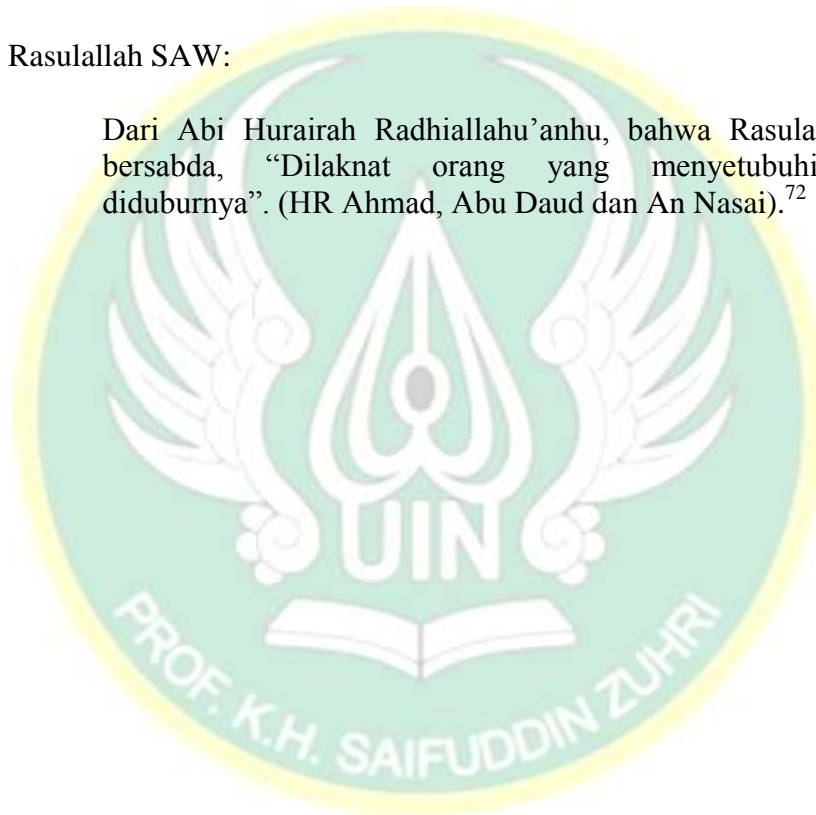 Rasulallah SAW:
Dari Abi Hurairah Radhiallahu’anhu, bahwa Rasula
bersabda, “Dilaknat orang yang menyetubuhi
diduburnya”. (HR Ahmad, Abu Daud dan An Nasai).72
UIN
PROF. K.H. SAIFUDDIN ZUHRI